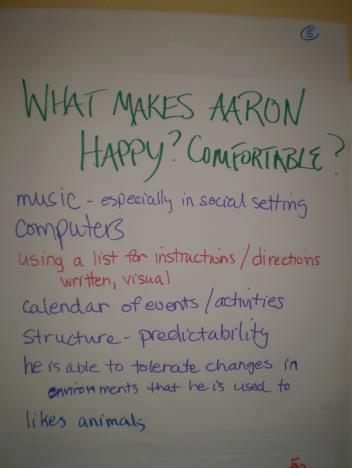 5
WHAT MAKES AARON
HAPPY? COMFORTABLE?
music - especially in social setting
computers
using a list for instructions/directions
written, visual
calendar of events/activities
Structure - predictability
he is able to tolerate changes in
environments that he is used to
likes animals